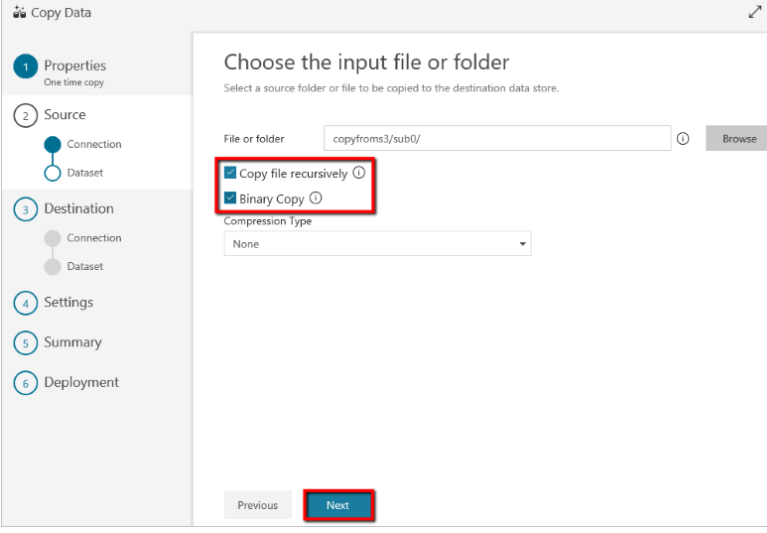 Copy Data
1 Properties
One time copy
2 Source
Connection
Dataset
3 Destination
Connection
Dataset
4 Settings
5 Summary
6 Deployment
Choose the input file or folder
Select a source folder or file to be copied to the destination data store.
File or folder copyfroms3/sub0/ Browse
Copy file recursively
Binary Copy
Compression Type
None
Previous Next